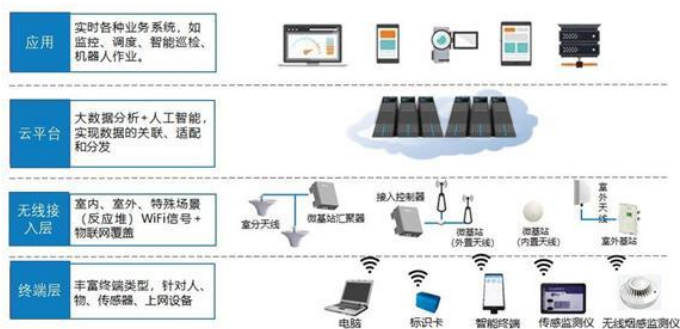 应用
实时各种业务系统，如
监控、调度、智能巡检、
机器人作业。
云平台
大数据分析+人工智能，
实现数据的关联、适配
和分发
无线接
入层
室内、室外、特殊场景
（反应堆）WiFi信号+
物联网覆盖
室分天线
微基站汇聚器
接入控制器
微基站
(外置天线)
微基站
(内置天线)
室外天线
室外基站
终端层
丰富终端类型，针对人、
物、传感器、上网设备
电脑
标识卡
智能终端
传感监测仪
无线烟感监测仪